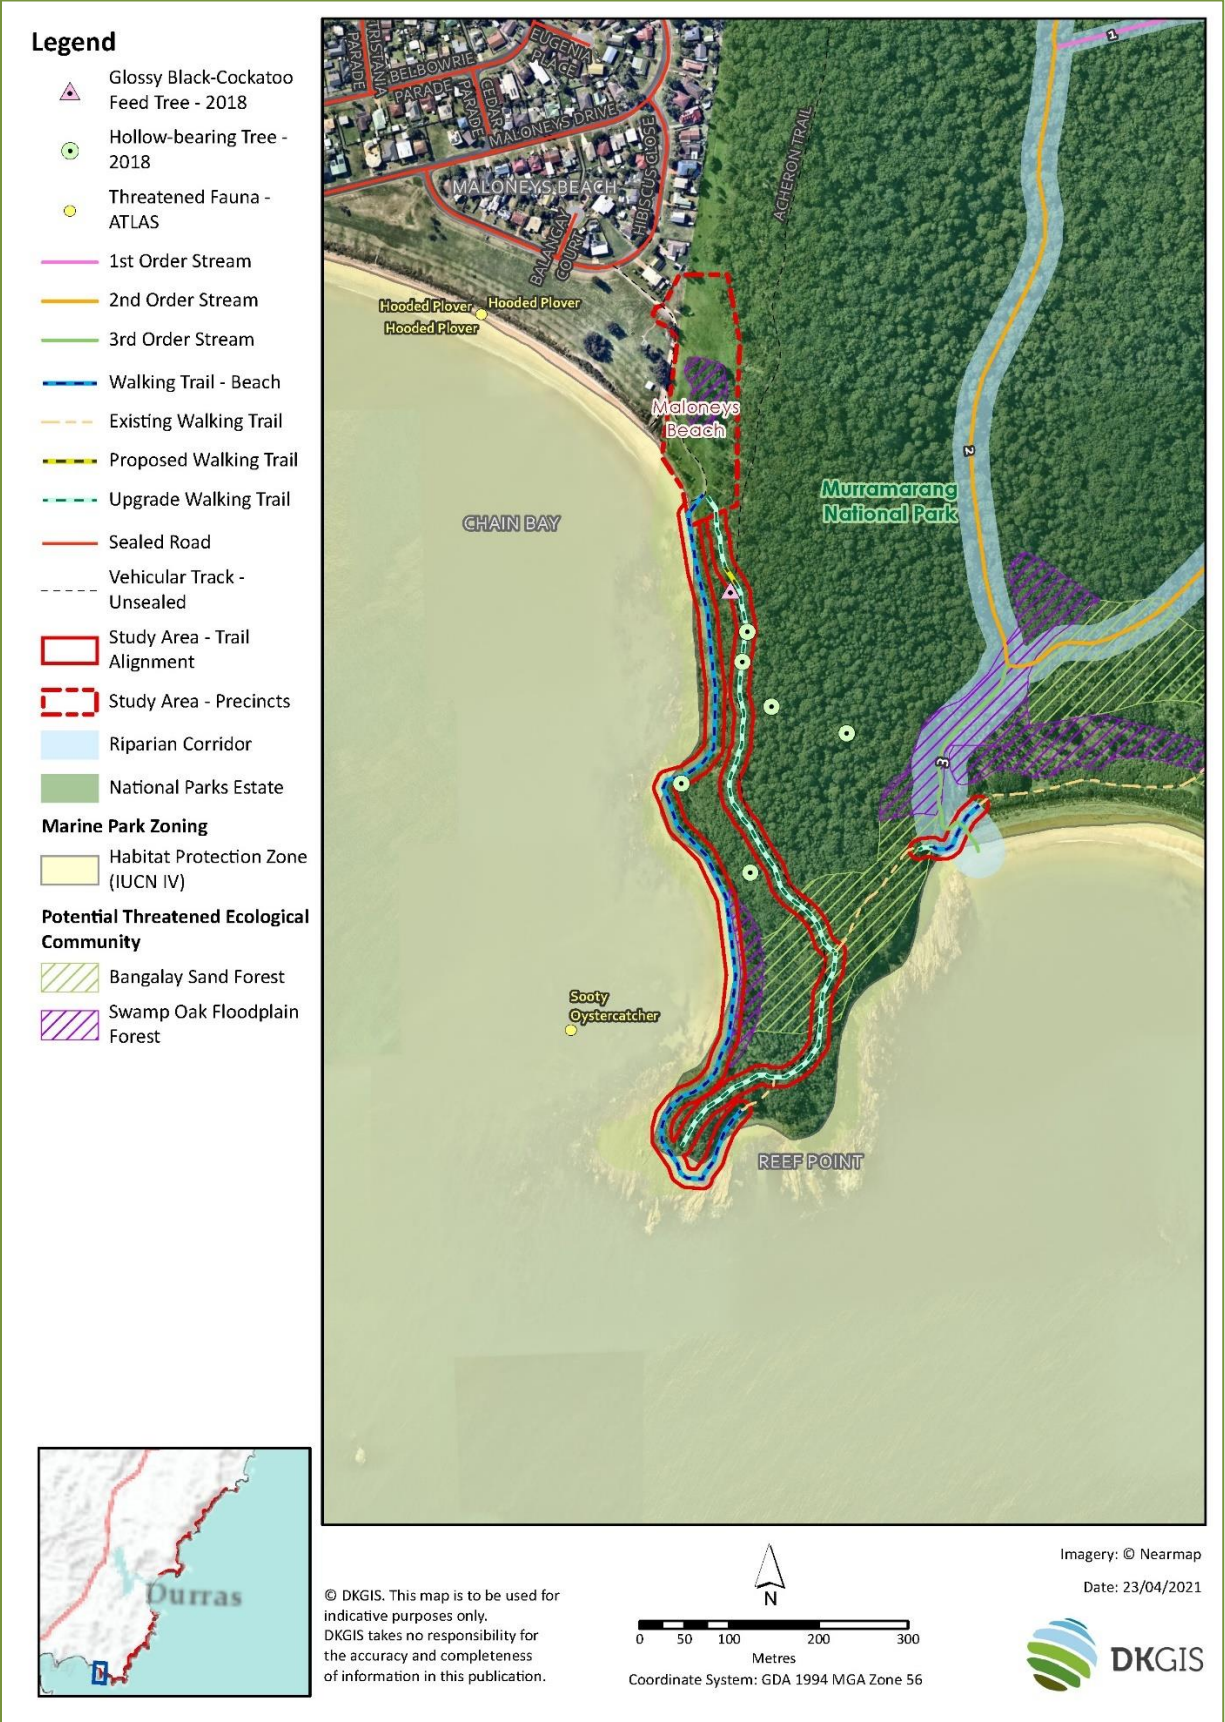 Legend
Glossy Black-Cockatoo
Feed Tree - 2018
Hollow-bearing Tree -
2018
Threatened Fauna -
ATLAS
1st Order Stream
2nd Order Stream
3rd Order Stream
Walking Trail - Beach
Existing Walking Trail
Proposed Walking Trail
Upgrade Walking Trail
Sealed Road
Vehicular Track -
Unsealed
Study Area - Trail
Alignment
Study Area - Precincts
Riparian Corridor
National Parks Estate
Marine Park Zoning
Habitat Protection Zone
(IUCN IV)
Potential Threatened Ecological
Community
Bangalay Sand Forest
Swamp Oak Floodplain
Forest
PARADE
TRISTANIA
BELBOWRIE
PARADE
CEDAR
PARADE
EUGENIA
PLACE
MALONEYS DRIVE
MALONEYS BEACH
HIBISCUS CLOSE
BALANGAY
COURT
ACHERON TRAIL
1
Hooded Plover
Hooded Plover
Hooded Plover
Maloneys
Beach
2
Murramarang
National Park
CHAIN BAY
3
Sooty
Oystercatcher
REEF POINT
Durras
© DKGIS. This map is to be used for
indicative purposes only.
DKGIS takes no responsibility for
the accuracy and completeness
of information in this publication.
N
0 50 100 200 300
Metres
Coordinate System: GDA 1994 MGA Zone 56
Imagery: © Nearmap
Date: 23/04/2021
DKGIS